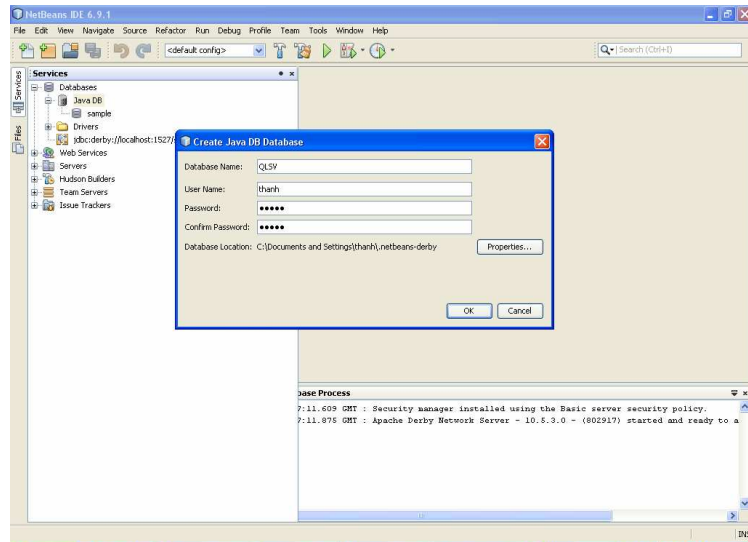 NetBeans IDE 6.9.1
File Edit View Navigate Source Refactor Run Debug Profile Team Tools Window Help
<default config>
Search (Ctrl+I)
Services
Files
Services
Databases
Java DB
sample
Drivers
jdbc:derby://localhost:1527/
Web Services
Servers
Hudson Builders
Team Servers
Issue Trackers
Create Java DB Database
Database Name: QLSV
User Name: thanh
Password: •••••
Confirm Password: •••••
Database Location: C:\Documents and Settings\thanh\.netbeans-derby
Properties...
OK Cancel
base Process
7:11.609 GMT : Security manager installed using the Basic server security policy.
7:11.875 GMT : Apache Derby Network Server - 10.5.3.0 - (802917) started and ready to a
INS